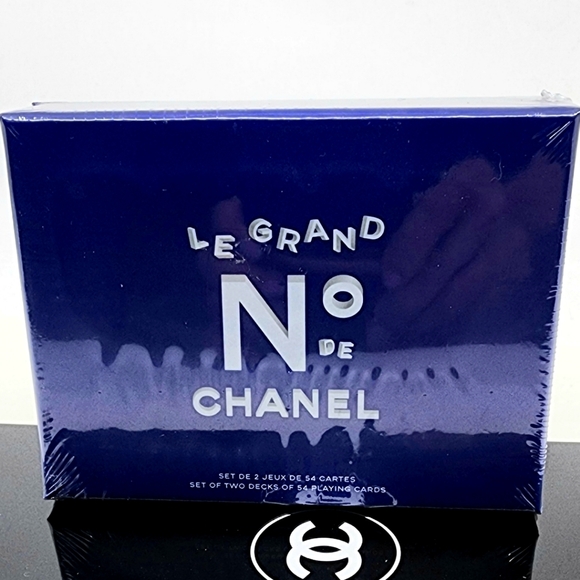 LE GRAND
Nº
DE
CHANEL
SET DE 2 JEUX DE 54 CARTES
SET OF TWO DECKS OF 54 PLAYING CARDS